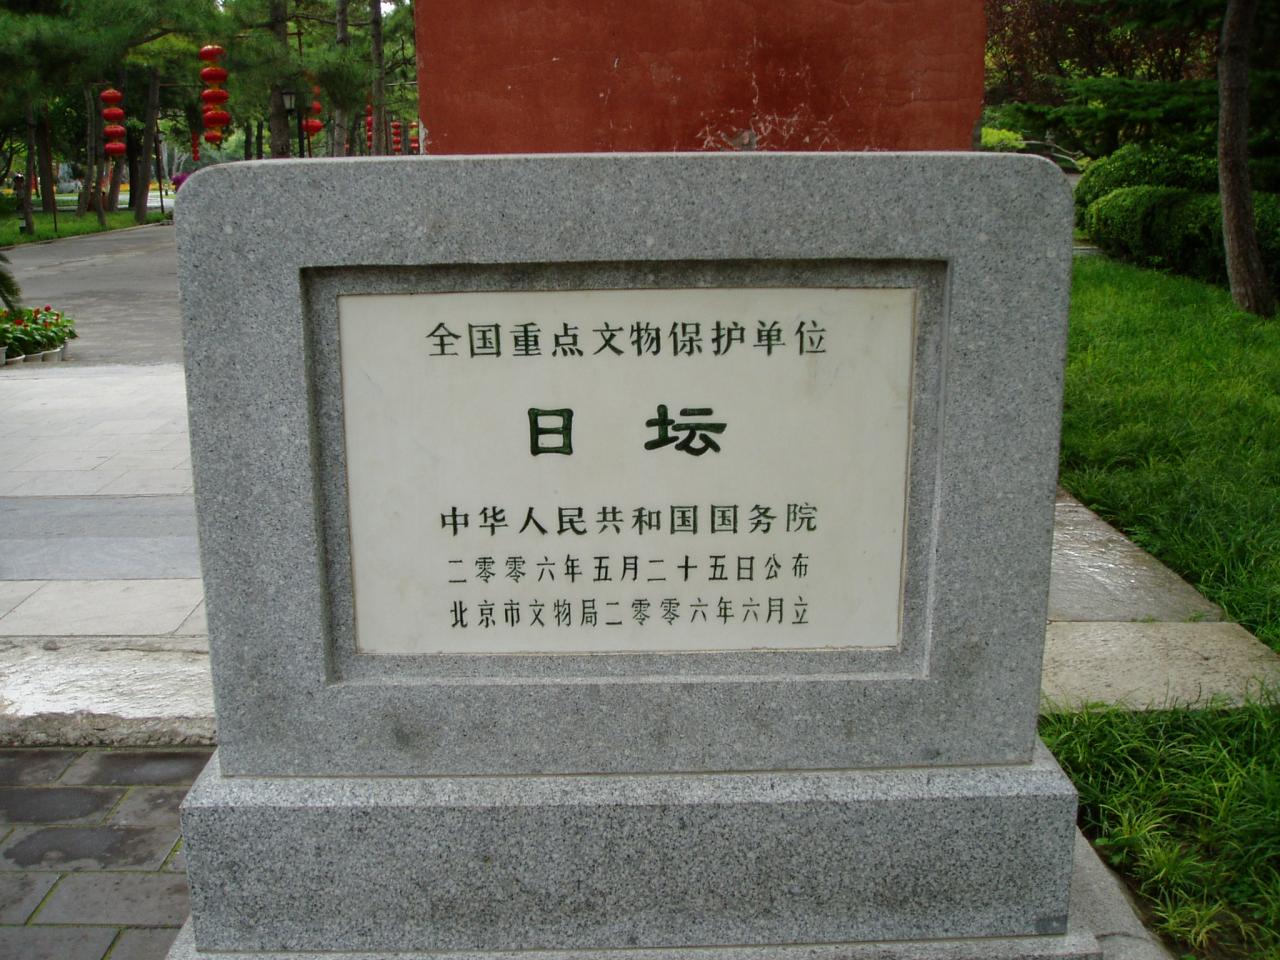 全国重点文物保护单位
日坛
中华人民共和国国务院
二零零六年五月二十五日公布
北京市文物局二零零六年六月立